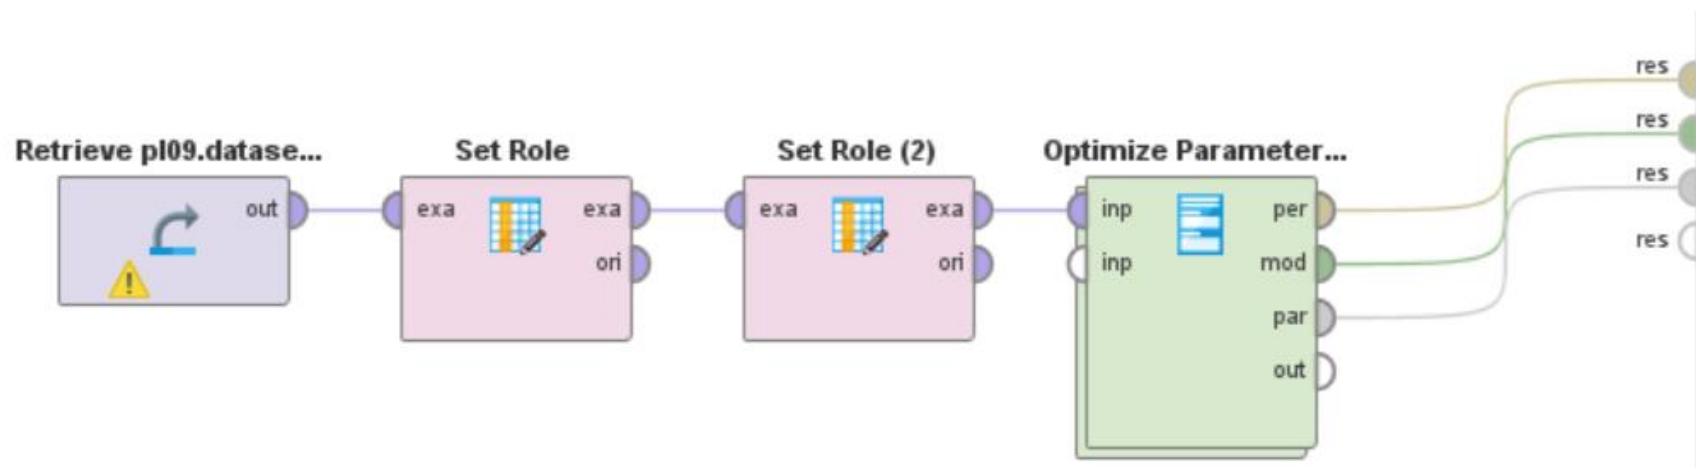 Retrieve pl09.datase...
out
Set Role
exa
exa
ori
Set Role (2)
exa
exa
ori
Optimize Parameter...
inp
inp
per
mod
par
out
res
res
res
res